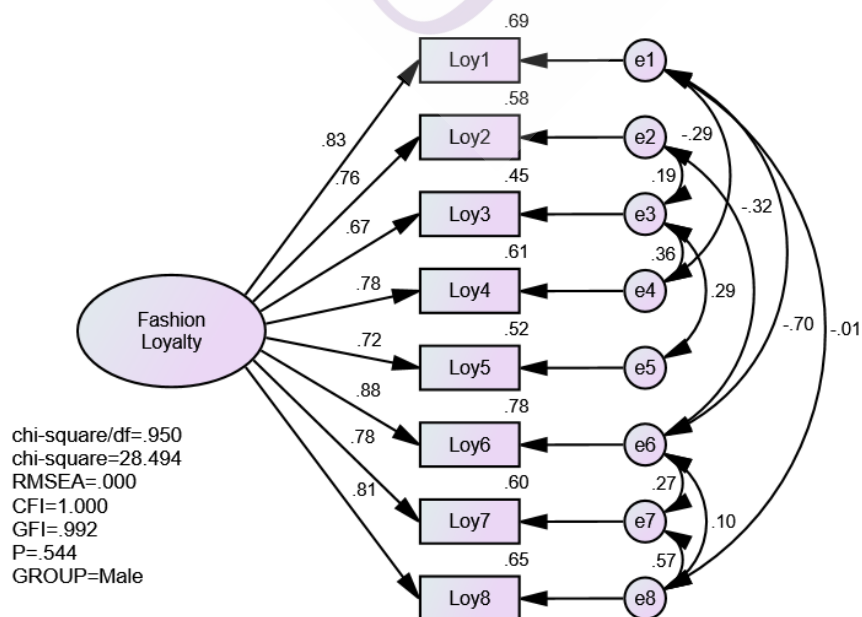 .69
Loy1
e1
.58
.83
Loy2
e2
-.29
.76
.45
.19
Loy3
e3
-.32
.67
.61
.36
.78
Loy4
e4
.29
Fashion
Loyalty
.52
-.70
-.01
.72
Loy5
e5
.88
.78
chi-square/df=.950
.78
Loy6
e6
chi-square=28.494
RMSEA=.000
.60
.27
CFI=1.000
.81
Loy7
e7
.10
GFI=.992
P=.544
.65
.57
GROUP=Male
Loy8
e8